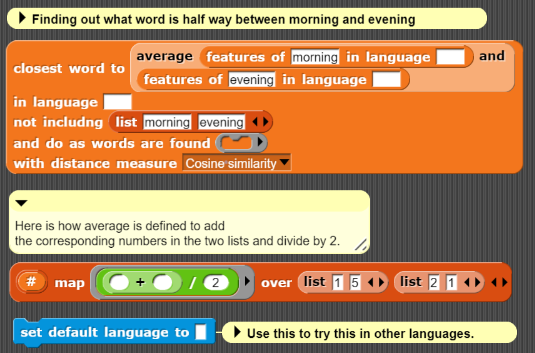 Finding out what word is half way between morning and evening
average features of morning in language and
closest word to
features of evening in language
in language
not includng list morning evening
and do as words are found
with distance measure Cosine similarity
Here is how average is defined to add
the corresponding numbers in the two lists and divide by 2.
# map + / 2 over list 1 5 list 2 1
set default language to Use this to try this in other languages.